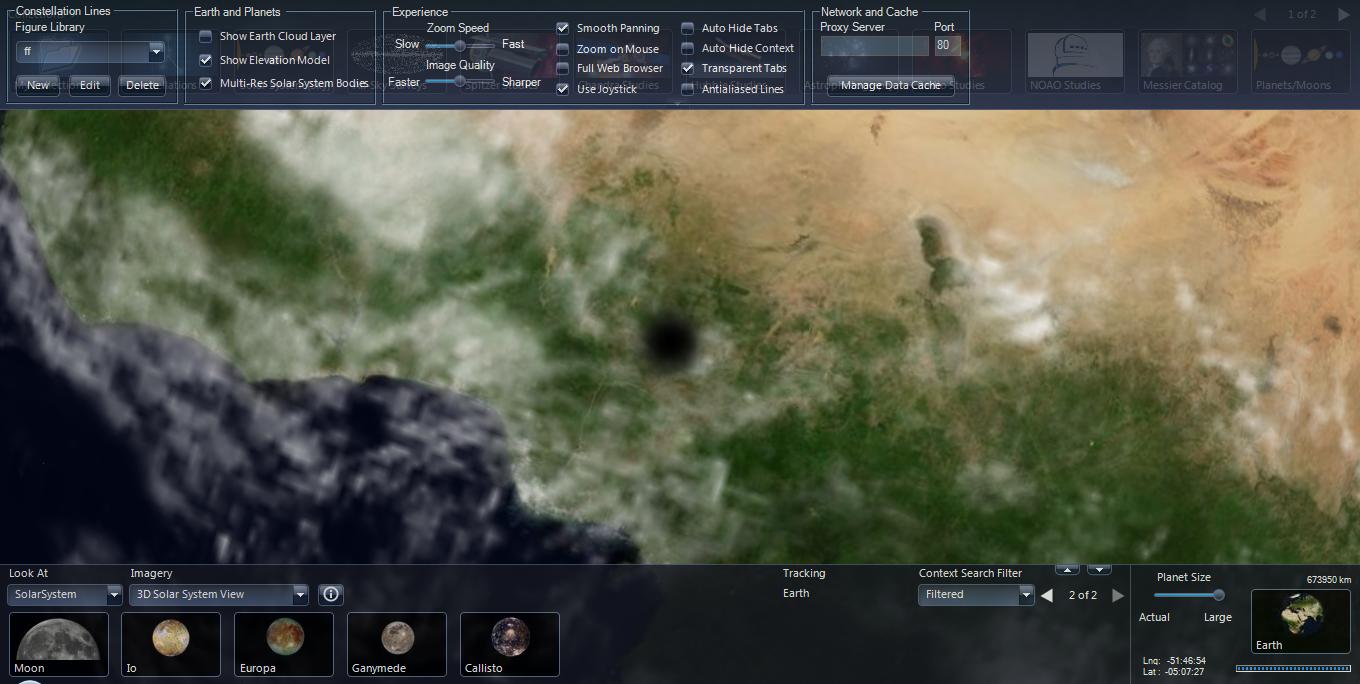 Constellation Lines
Figure Library
ff
New
Edit
Delete
Earth and Planets
Show Earth Cloud Layer
Show Elevation Model
Multi-Res Solar System Bodies
Experience
Zoom Speed
Slow
Fast
Image Quality
Faster
Sharper
Smooth Panning
Zoom on Mouse
Full Web Browser
Use Joystick
Auto Hide Tabs
Auto Hide Context
Transparent Tabs
Antialiased Lines
Network and Cache
Proxy Server
Port
80
Manage Data Cache
1 of 2
NOAO Studies
Messier Catalog
Planets/Moons
Look At
Imagery
SolarSystem
3D Solar System View
Tracking
Earth
Context Search Filter
Filtered
2 of 2
Planet Size
Actual
Large
673950 km
Earth
Moon
Io
Europa
Ganymede
Callisto
Lnq: -51:46:54
Lat : -05:07:27